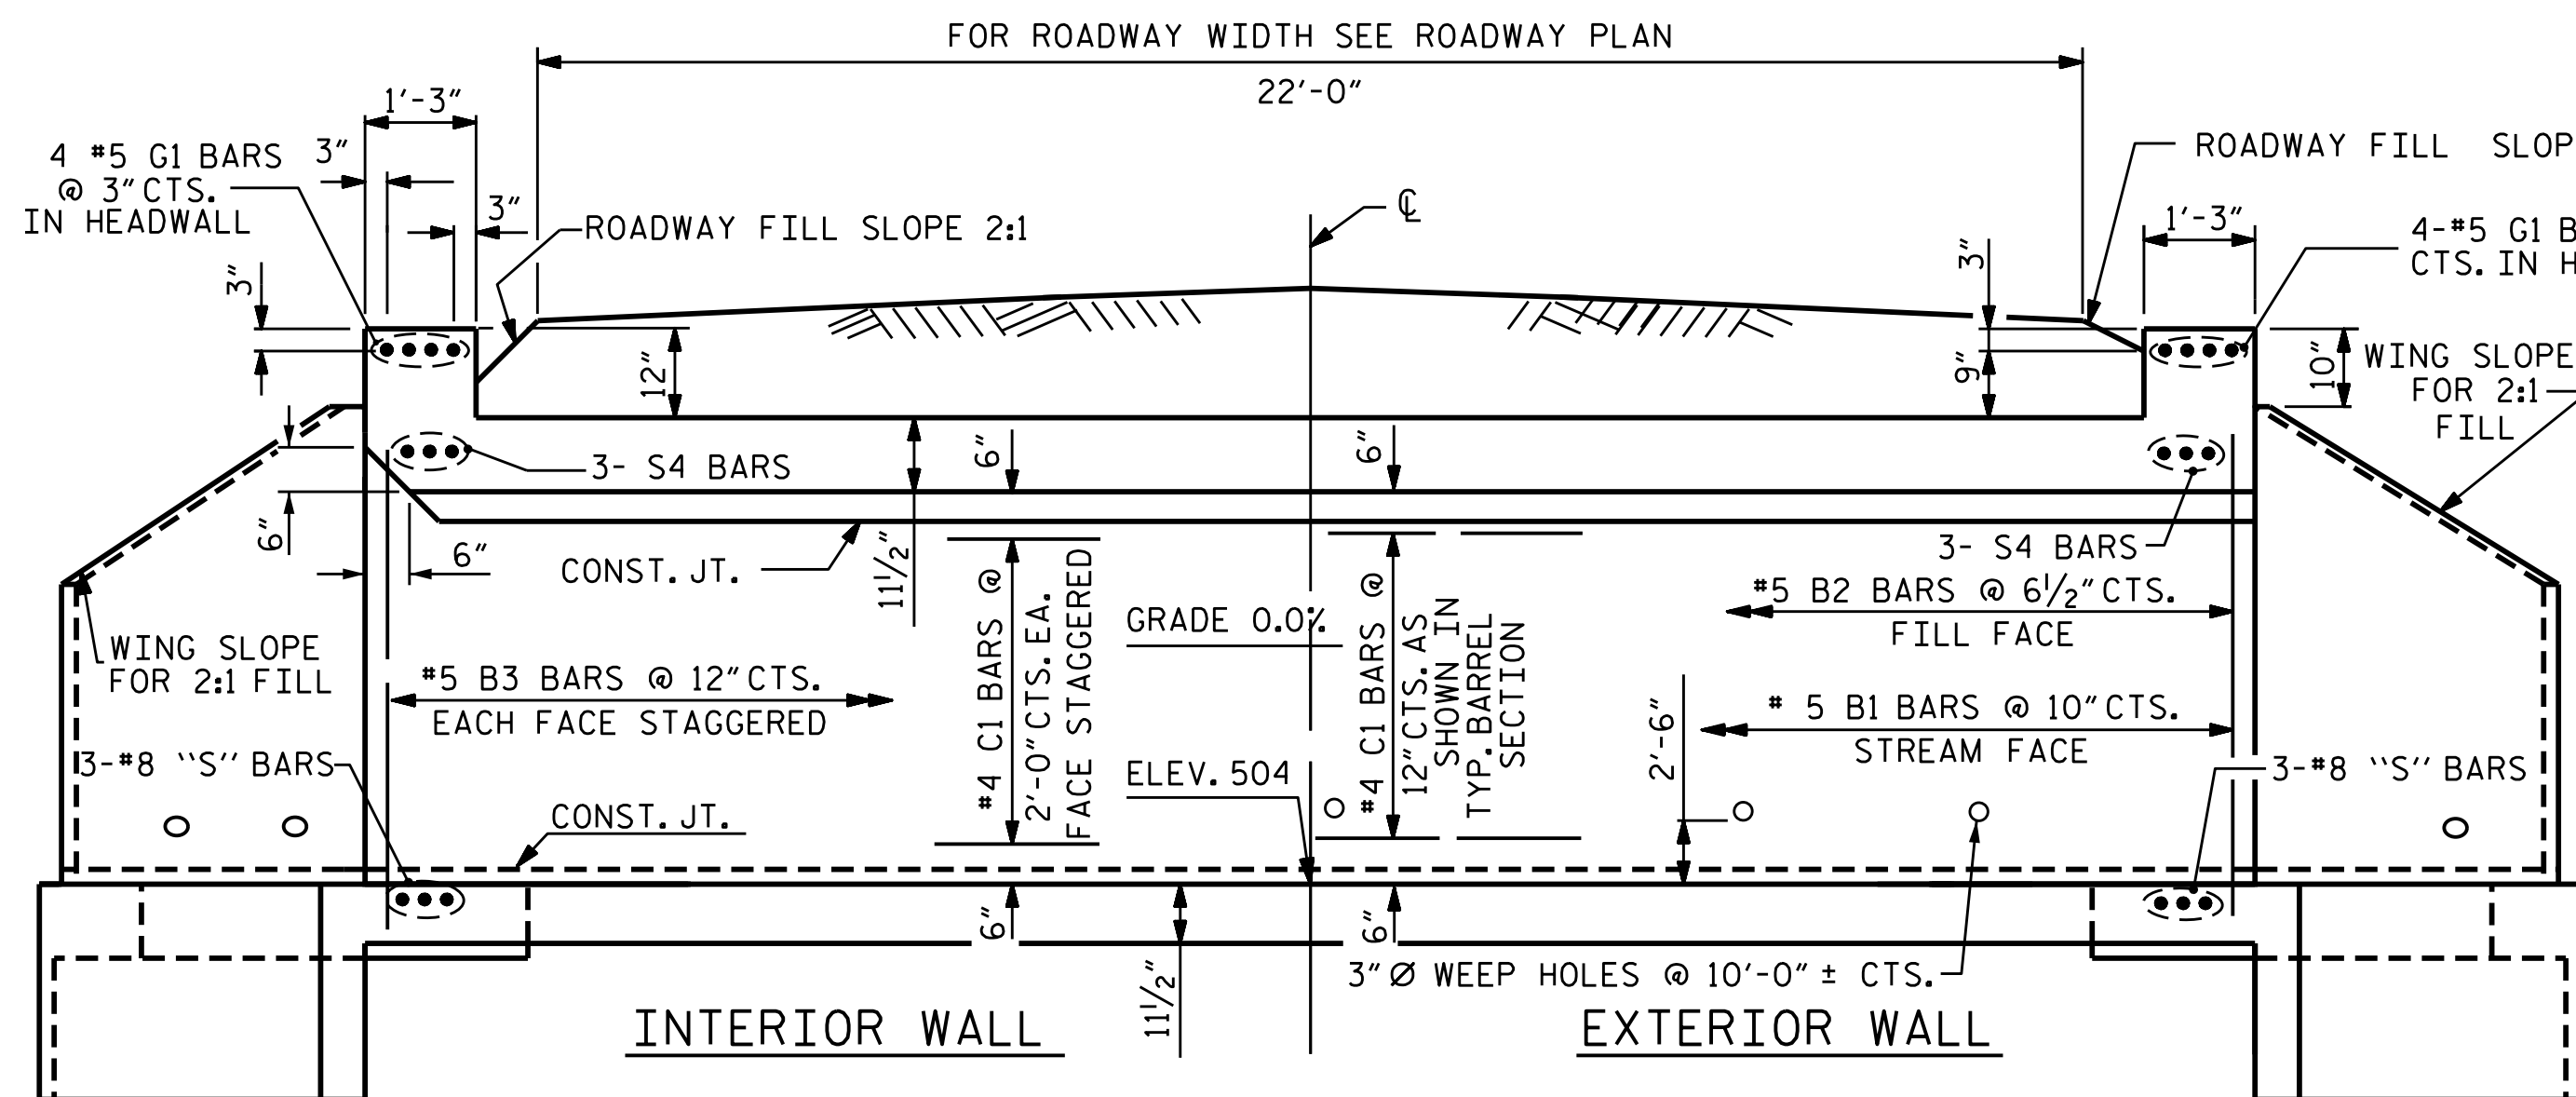 FOR ROADWAY WIDTH SEE ROADWAY PLAN
22'-0"
1'-3"
4 #5 G1 BARS
@ 3" CTS.
IN HEADWALL
3"
3"
ROADWAY FILL SLOPE 2:1
℄
ROADWAY FILL SLOP
1'-3"
4-#5 G1 B
CTS. IN H
3"
3"
12"
9"
10"
WING SLOPE
FOR 2:1
FILL
3- S4 BARS
6"
6"
6"
6"
CONST. JT.
11 1/2"
3- S4 BARS
#5 B2 BARS @ 6 1/2" CTS.
FILL FACE
#4 C1 BARS @
2'-0" CTS. EA.
FACE STAGGERED
GRADE 0.0%
#4 C1 BARS @
12" CTS. AS
SHOWN IN
TYP. BARREL
SECTION
WING SLOPE
FOR 2:1 FILL
#5 B3 BARS @ 12" CTS.
EACH FACE STAGGERED
# 5 B1 BARS @ 10" CTS.
STREAM FACE
2'-6"
3-#8 "S" BARS
ELEV. 504
3-#8 "S" BARS
CONST. JT.
6"
6"
11 1/2"
3" Ø WEEP HOLES @ 10'-0" ± CTS.
INTERIOR WALL
EXTERIOR WALL